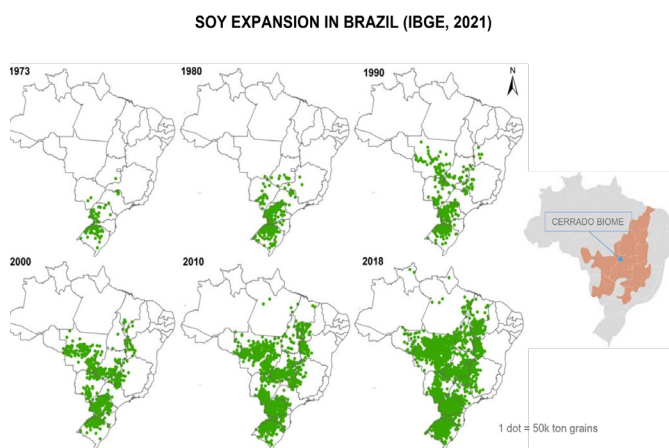 SOY EXPANSION IN BRAZIL (IBGE, 2021)
1973
1980
1990
N
CERRADO BIOME
2000
2010
2018
1 dot = 50k ton grains